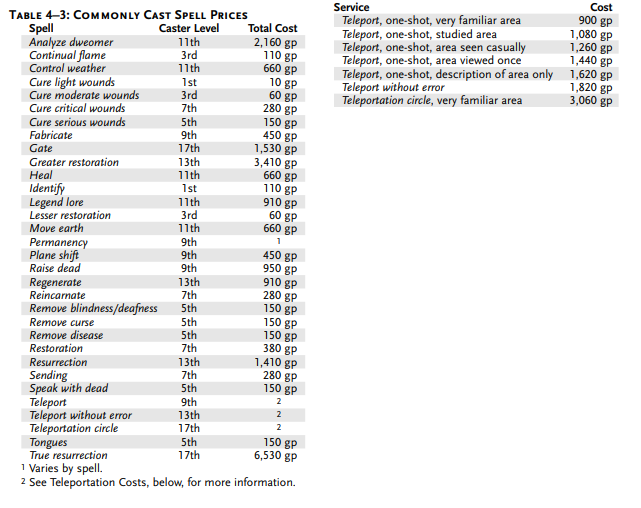 TABLE 4–3: COMMONLY CAST SPELL PRICES
Spell Caster Level Total Cost
Analyze dweomer 11th 2,160 gp
Continual flame 3rd 110 gp
Control weather 11th 660 gp
Cure light wounds 1st 10 gp
Cure moderate wounds 3rd 60 gp
Cure critical wounds 7th 280 gp
Cure serious wounds 5th 150 gp
Fabricate 9th 450 gp
Gate 17th 1,530 gp
Greater restoration 13th 3,410 gp
Heal 11th 660 gp
Identify 1st 110 gp
Legend lore 11th 910 gp
Lesser restoration 3rd 60 gp
Move earth 11th 660 gp
Permanency 9th 1
Plane shift 9th 450 gp
Raise dead 9th 950 gp
Regenerate 13th 910 gp
Reincarnate 7th 280 gp
Remove blindness/deafness 5th 150 gp
Remove curse 5th 150 gp
Remove disease 5th 150 gp
Restoration 7th 380 gp
Resurrection 13th 1,410 gp
Sending 7th 280 gp
Speak with dead 5th 150 gp
Teleport 9th 2
Teleport without error 13th 2
Teleportation circle 17th 2
Tongues 5th 150 gp
True resurrection 17th 6,530 gp
1 Varies by spell.
2 See Teleportation Costs, below, for more information.
Service Cost
Teleport, one-shot, very familiar area 900 gp
Teleport, one-shot, studied area 1,080 gp
Teleport, one-shot, area seen casually 1,260 gp
Teleport, one-shot, area viewed once 1,440 gp
Teleport, one-shot, description of area only 1,620 gp
Teleport without error 1,820 gp
Teleportation circle, very familiar area 3,060 gp